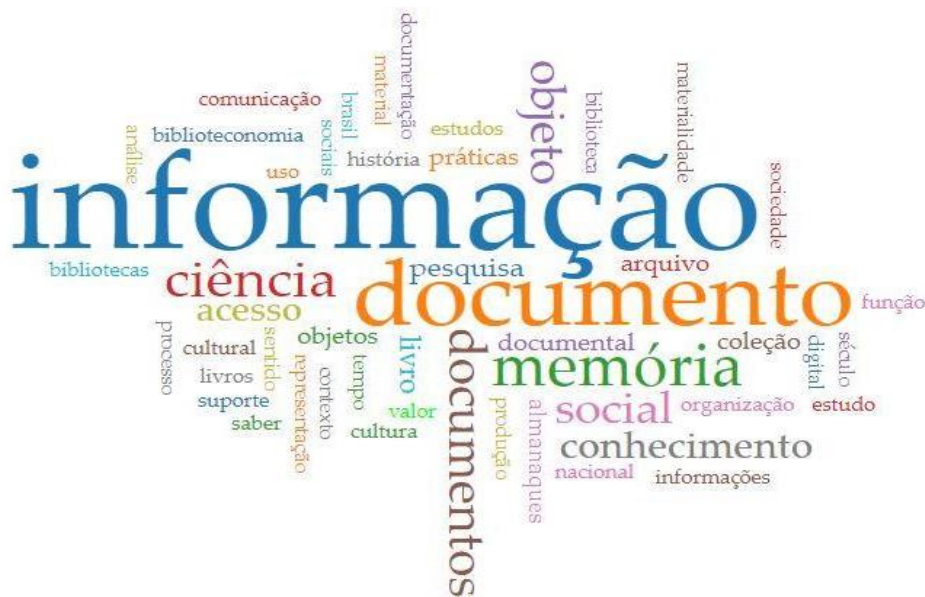 documentação
material
objeto
materialidade
comunicação
brasil
biblioteca
análise
biblioteconomia
sociais
estudos
uso
história
práticas
informação
sociedade
bibliotecas
ciência
pesquisa
arquivo
acesso
documento
função
processo
cultural
sentido
objetos
livro
documentos
documental
coleção
digital
século
livros
representação
contexto
tempo
memória
suporte
valor
produção
almanaques
social
organização
estudo
saber
cultura
conhecimento
nacional
informações